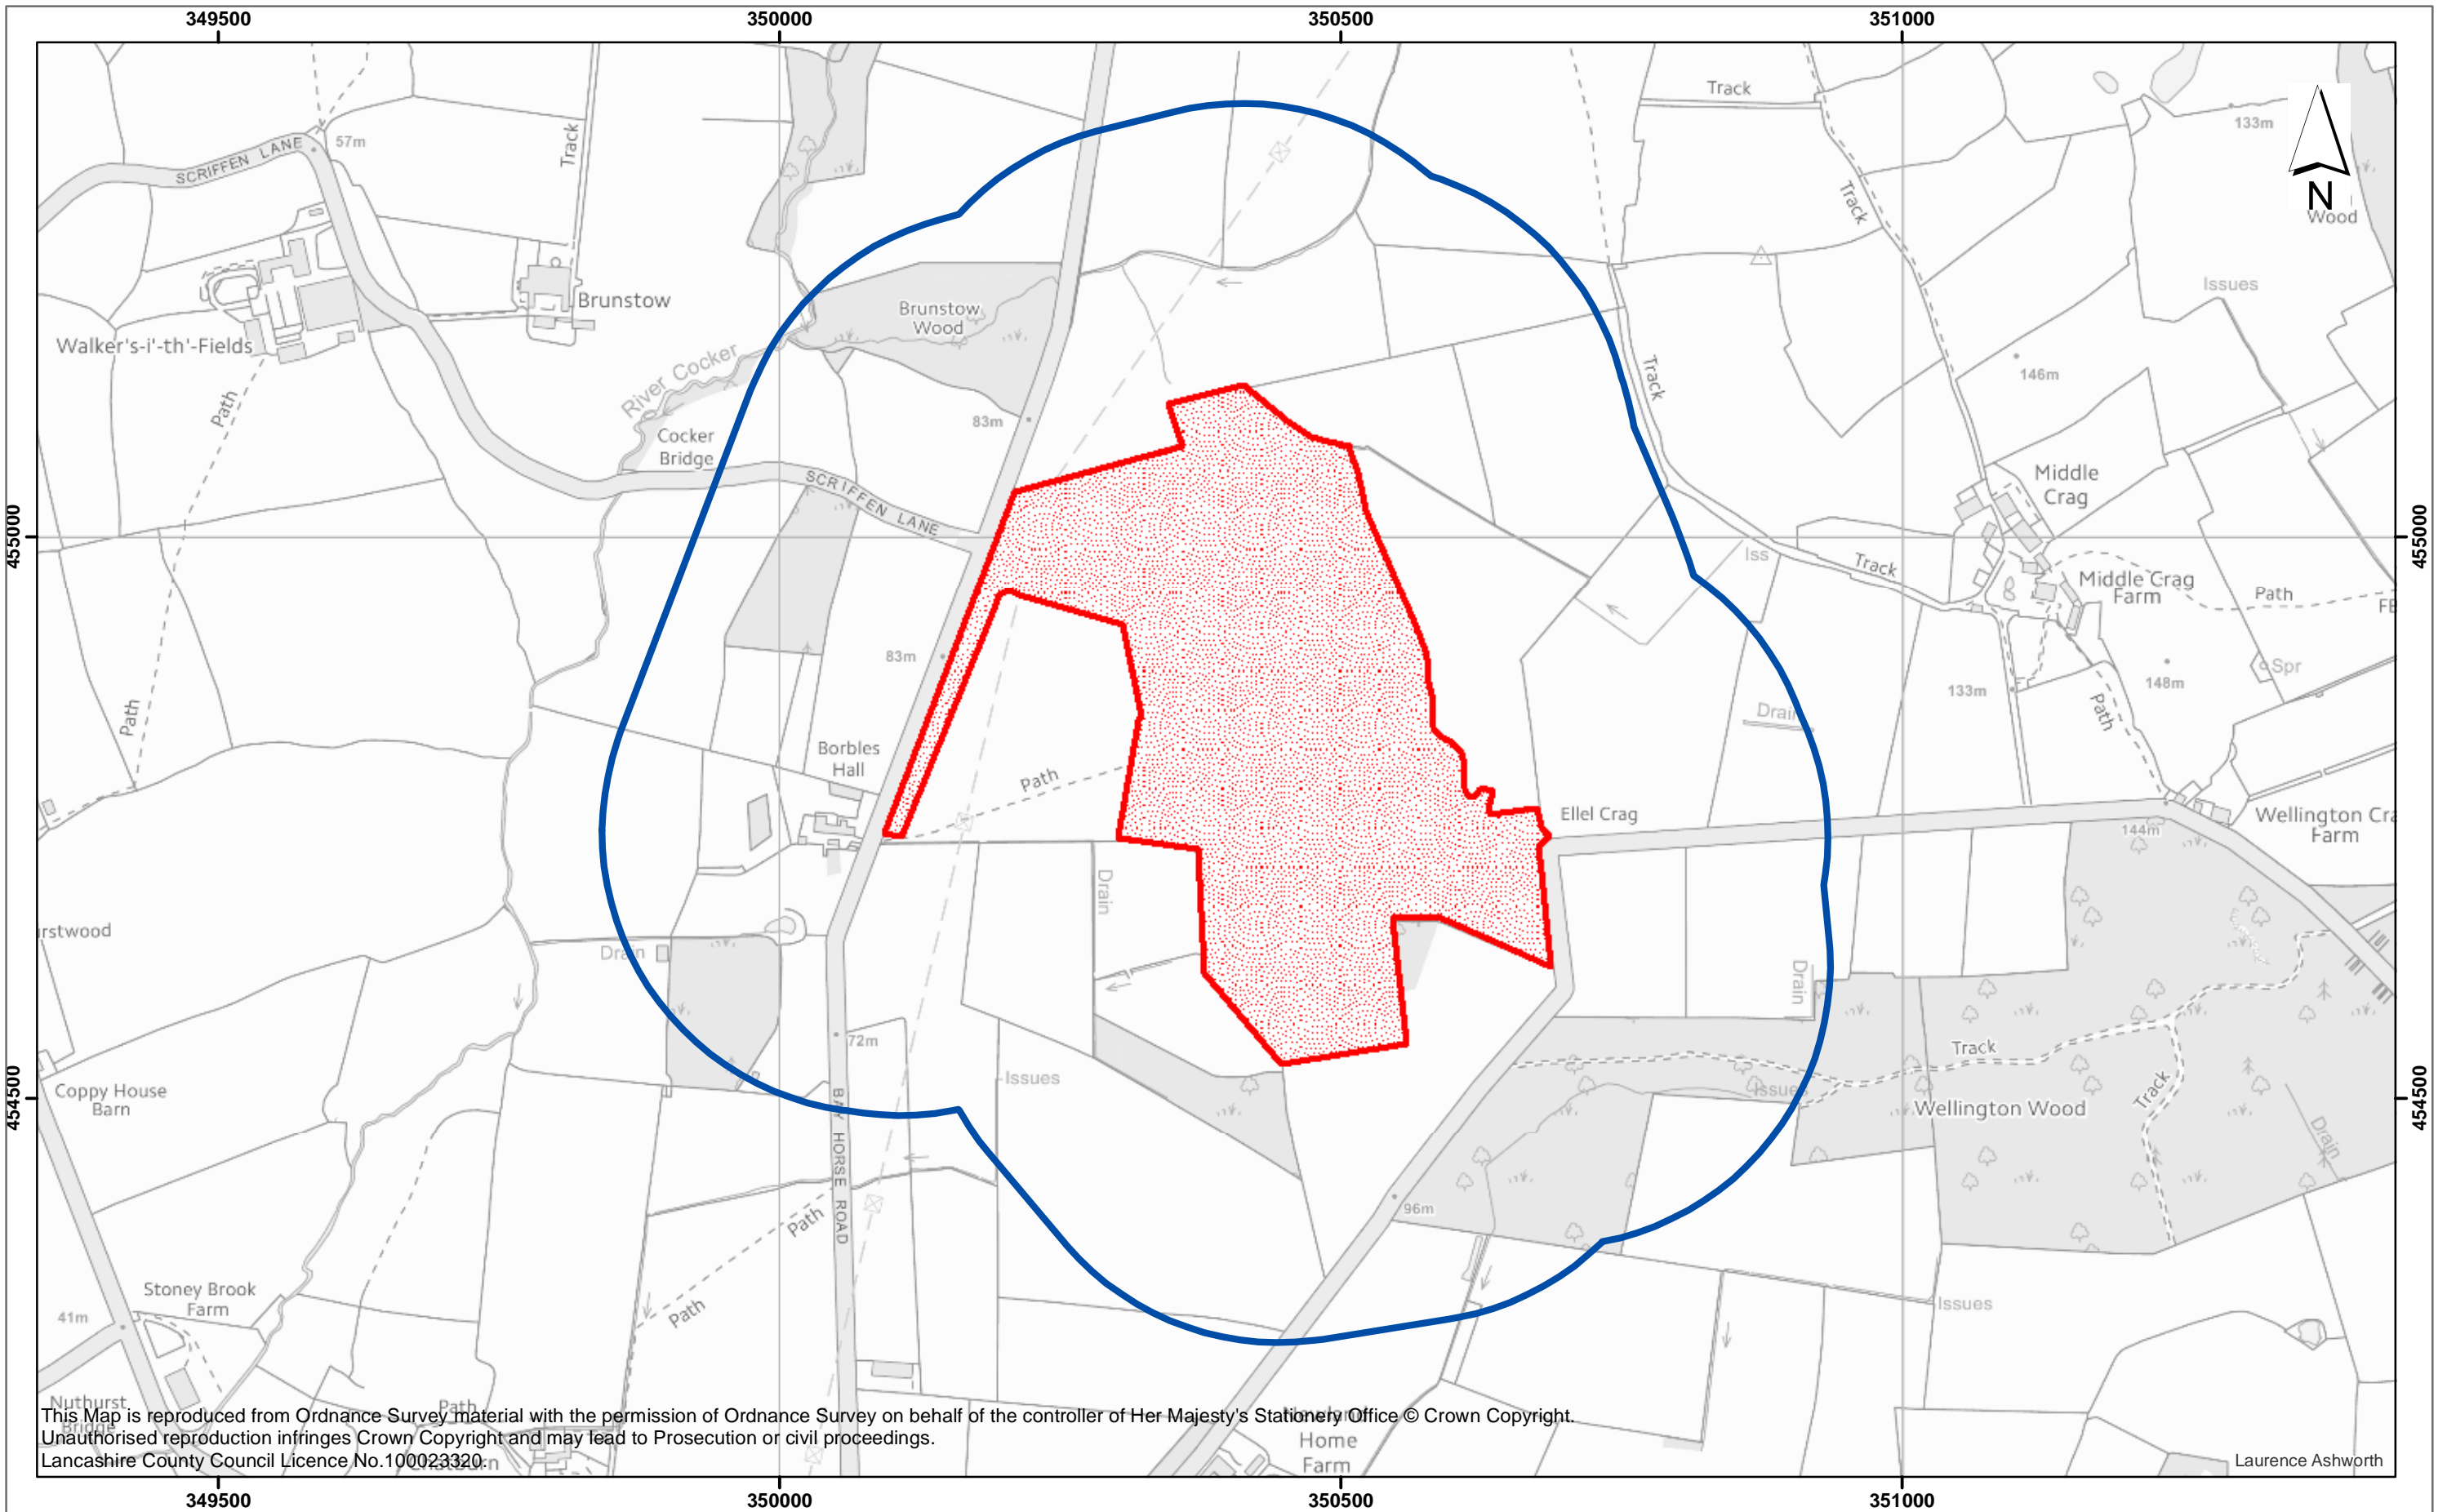 349500
350000
350500
351000
Track
133m
57m
SCRIFFEN LANE
Track
Track
N
Wood
Issues
Brunstow
Brunstow
Wood
Walker's-i'-th'-Fields
River Cocker
Track
146m
Path
83m
Cocker
Bridge
Middle
Crag
SCRIFFEN LANE
455000
455000
Iss
Track
Middle Crag
Farm
Path
83m
Spr
148m
133m
Path
Drain
Path
Borbles
Hall
Path
Ellel Crag
Wellington Cra
Farm
144m
Drain
Drain
Drain
72m
Track
Coppy House
Barn
Issues
Issues
454500
454500
Wellington Wood
Track
Drain
BAY HORSE ROAD
Path
96m
Stoney Brook
Farm
41m
Path
Issues
Nuthurst
Bridge
Path
This Map is reproduced from Ordnance Survey material with the permission of Ordnance Survey on behalf of the controller of Her Majesty's Stationery Office © Crown Copyright.
Unauthorised reproduction infringes Crown Copyright and may lead to Prosecution or civil proceedings.
Lancashire County Council Licence No.100023320.
Home
Farm
Laurence Ashworth
349500
350000
350500
351000